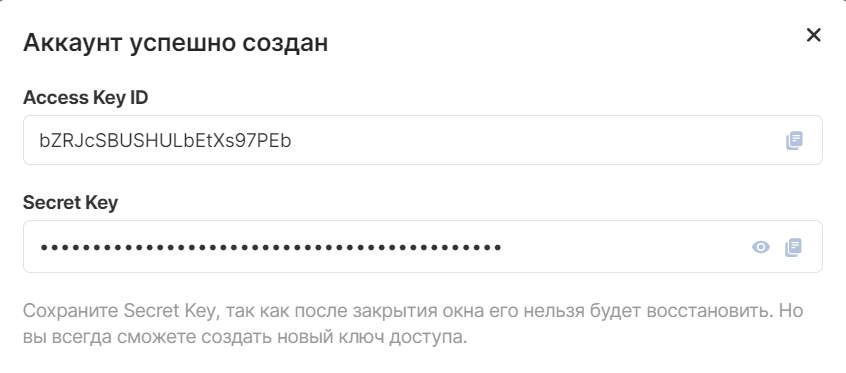 Аккаунт успешно создан
Access Key ID
bZRJcSBUSHULbEtXs97PEb
Secret Key
••••••••••••••••••••••••••••••••••••••••••••
Сохраните Secret Key, так как после закрытия окна его нельзя будет восстановить. Но
вы всегда сможете создать новый ключ доступа.